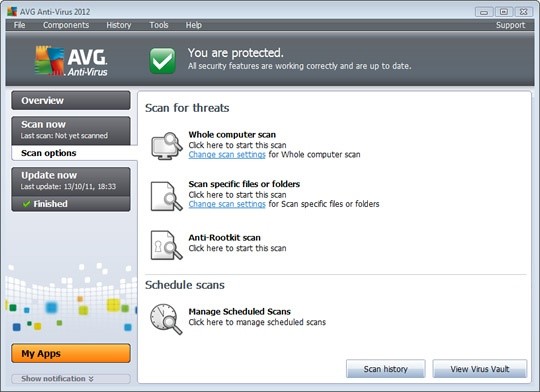 AVG Anti-Virus 2012
File Components History Tools Help Support
AVG.
Anti-Virus
You are protected.
All security features are working correctly and are up to date.
Overview
Scan now
Last scan: Not yet scanned
Scan options
Update now
Last update: 13/10/11, 18:33
Finished
My Apps
Show notification
Scan for threats
Whole computer scan
Click here to start this scan
Change scan settings for Whole computer scan
Scan specific files or folders
Click here to start this scan
Change scan settings for Scan specific files or folders
Anti-Rootkit scan
Click here to start this scan
Schedule scans
Manage Scheduled Scans
Click here to manage scheduled scans
Scan history
View Virus Vault